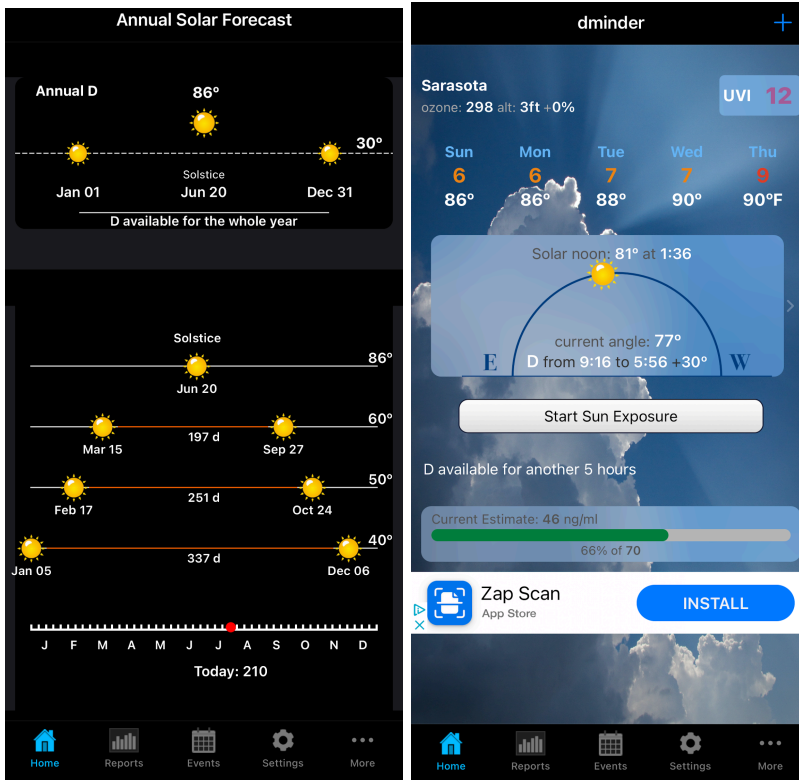 Annual Solar Forecast
Annual D
86º
30º
Solstice
Jan 01
Jun 20
Dec 31
D available for the whole year
Solstice
86º
Jun 20
60º
197 d
Mar 15
Sep 27
50º
251 d
Feb 17
Oct 24
40º
337 d
Jan 05
Dec 06
J F M A M J J A S O N D
Today: 210
Home Reports Events Settings More
dminder
+
Sarasota
ozone: 298 alt: 3ft +0%
UVI 12
Sun Mon Tue Wed Thu
6 6 7 7 9
86º 86º 88º 90º 90ºF
Solar noon: 81º at 1:36
current angle: 77º
E D from 9:16 to 5:56 +30º W
Start Sun Exposure
D available for another 5 hours
Current Estimate: 46 ng/ml
66% of 70
Zap Scan
App Store
INSTALL
Home Reports Events Settings More